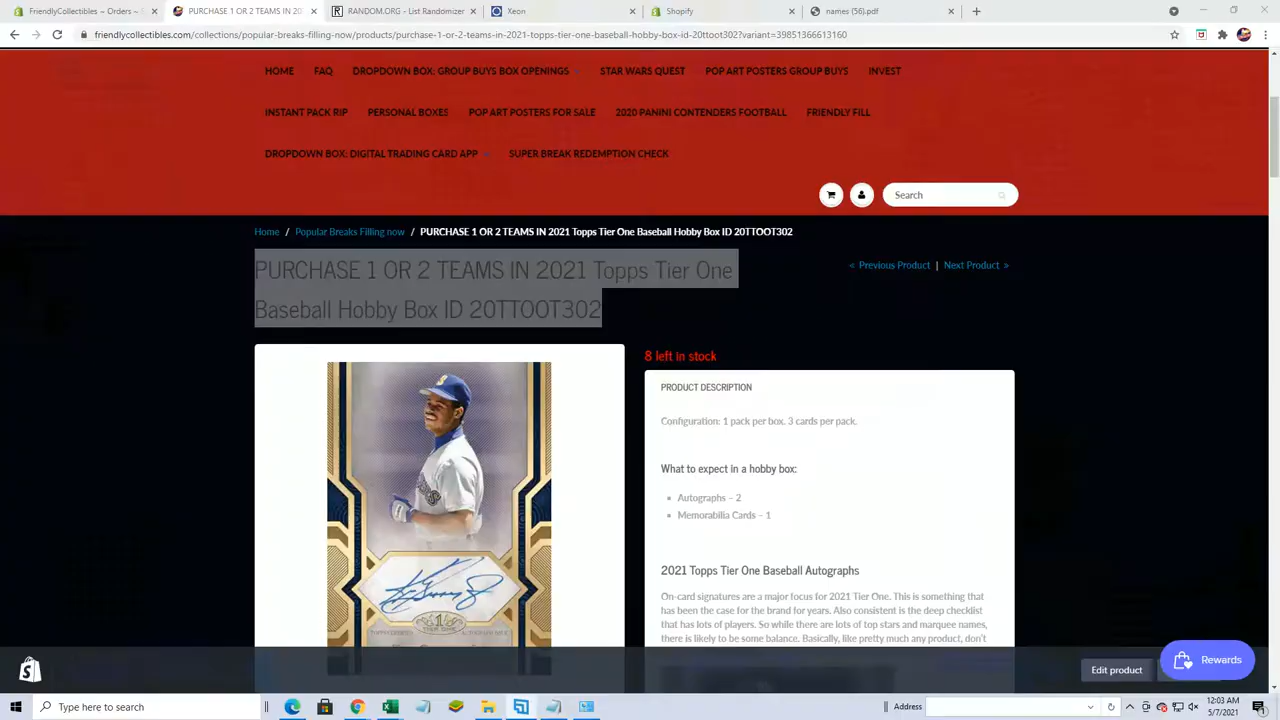 FriendlyCollectibles ~ Orders ~ S
PURCHASE 1 OR 2 TEAMS IN 2021
RANDOM.ORG - List Randomizer
Xeon
Shopify
names (56).pdf
friendlycollectibles.com/collections/popular-breaks-filling-now/products/purchase-1-or-2-teams-in-2021-topps-tier-one-baseball-hobby-box-id-20ttoot302?variant=39851366613160
HOME FAQ DROPDOWN BOX: GROUP BUYS BOX OPENINGS STAR WARS QUEST POP ART POSTERS GROUP BUYS INVEST
INSTANT PACK RIP PERSONAL BOXES POP ART POSTERS FOR SALE 2020 PANINI CONTENDERS FOOTBALL FRIENDLY FILL
DROPDOWN BOX: DIGITAL TRADING CARD APP SUPER BREAK REDEMPTION CHECK
Search
Home / Popular Breaks Filling now / PURCHASE 1 OR 2 TEAMS IN 2021 Topps Tier One Baseball Hobby Box ID 20TTOOT302
PURCHASE 1 OR 2 TEAMS IN 2021 Topps Tier One
Baseball Hobby Box ID 20TTOOT302
< Previous Product | Next Product >
8 left in stock
PRODUCT DESCRIPTION
Configuration: 1 pack per box. 3 cards per pack.
What to expect in a hobby box:
Autographs – 2
Memorabilia Cards – 1
2021 Topps Tier One Baseball Autographs
On-card signatures are a major focus for 2021 Tier One. This is something that
has been the case for the brand for years. Also consistent is the deep checklist
that has lots of players. So while there are lots of top stars and marquee names,
there is likely to be some balance. Basically, like pretty much any product, don't
Edit product
Rewards
Type here to search
Address
12:03 AM
5/7/2021